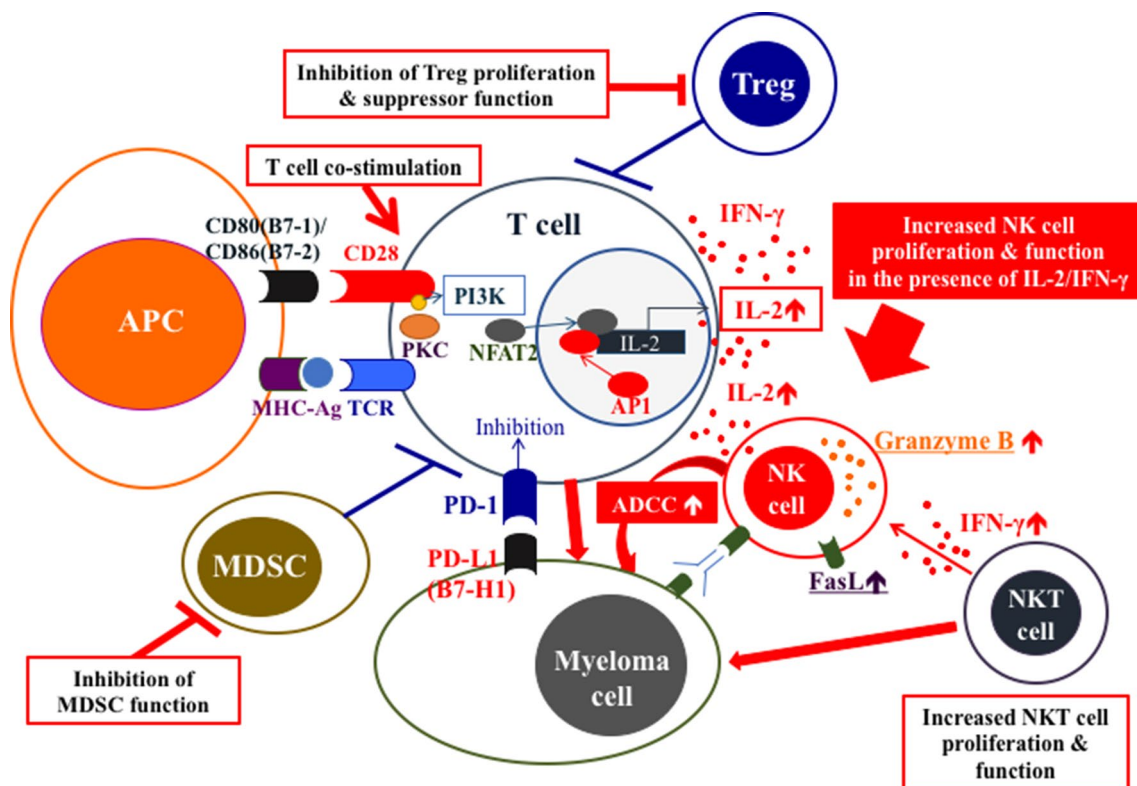 Inhibition of Treg proliferation
& suppressor function
Treg
T cell co-stimulation
CD80(B7-1)/
CD86(B7-2)
CD28
T cell
IFN-γ
Increased NK cell
proliferation & function
in the presence of IL-2/IFN-γ
APC
PI3K
PKC
NFAT2
IL-2
IL-2↑
AP1
MHC-Ag
TCR
IL-2↑
Inhibition
Granzyme B ↑
NK
cell
PD-1
ADCC ↑
IFN-γ↑
MDSC
PD-L1
(B7-H1)
FasL↑
NKT
cell
Myeloma
cell
Inhibition of
MDSC function
Increased NKT cell
proliferation &
function